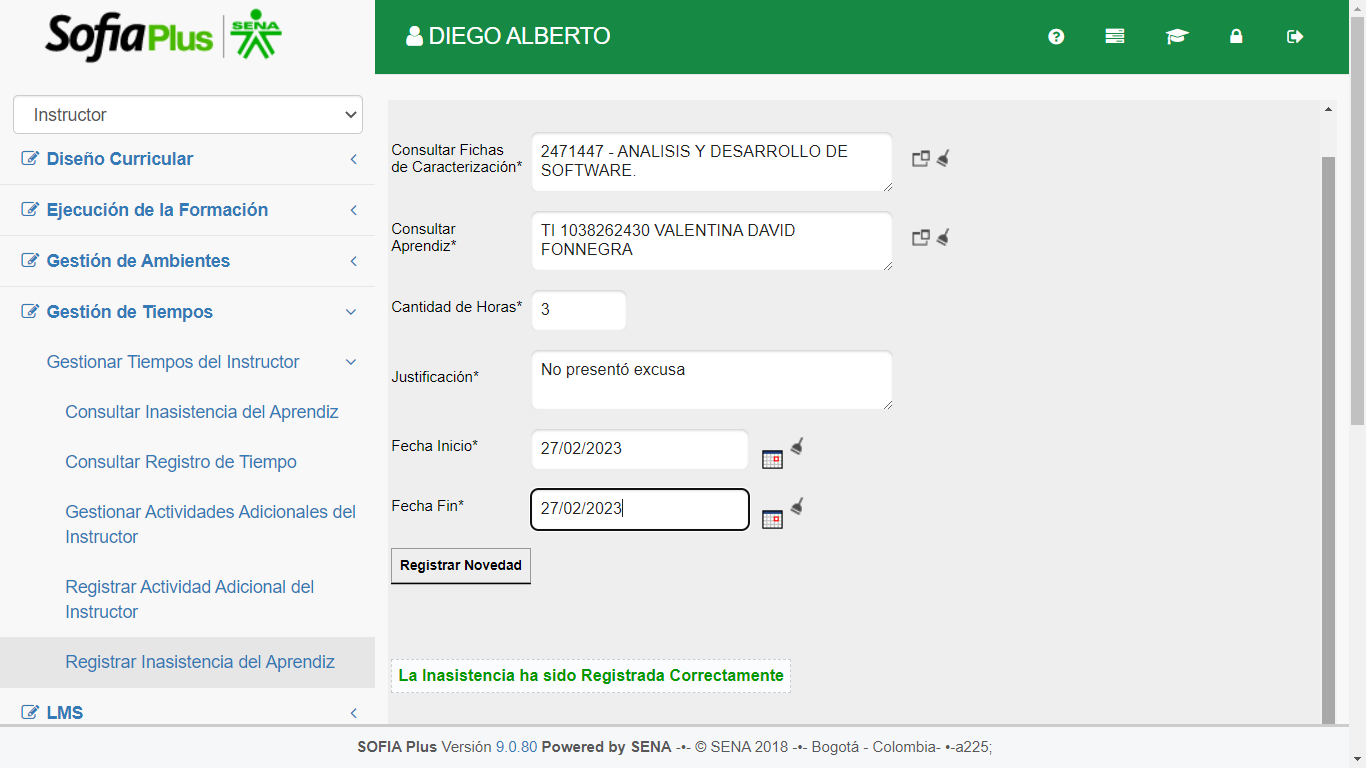 SofiaPlus
SENA
DIEGO ALBERTO
Instructor
Diseño Curricular
Ejecución de la Formación
Gestión de Ambientes
Gestión de Tiempos
Gestionar Tiempos del Instructor
Consultar Inasistencia del Aprendiz
Consultar Registro de Tiempo
Gestionar Actividades Adicionales del
Instructor
Registrar Actividad Adicional del
Instructor
Registrar Inasistencia del Aprendiz
LMS
Consultar Fichas
de Caracterización*
2471447 - ANALISIS Y DESARROLLO DE
SOFTWARE.
Consultar
Aprendiz*
TI 1038262430 VALENTINA DAVID
FONNEGRA
Cantidad de Horas*
3
Justificación*
No presentó excusa
Fecha Inicio*
27/02/2023
Fecha Fin*
27/02/2023
Registrar Novedad
La Inasistencia ha sido Registrada Correctamente
SOFIA Plus Versión 9.0.80 Powered by SENA -•- © SENA 2018 -•- Bogotá - Colombia- •-a225;